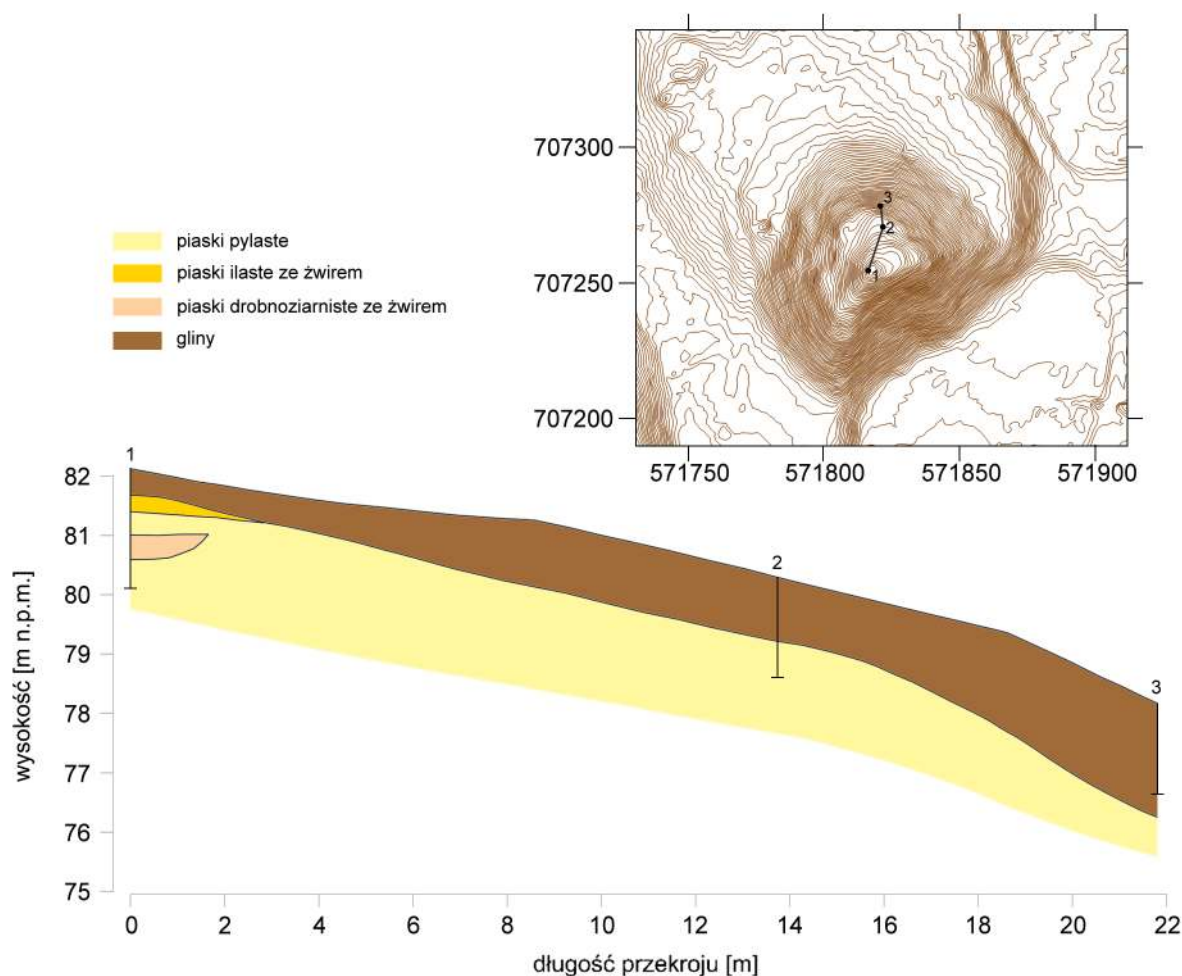 707300
707250
707200
571750 571800 571850 571900
3
2
1
piaski pylaste
piaski ilaste ze żwirem
piaski drobnoziarniste ze żwirem
gliny
wysokość [m n.p.m.]
82
81
80
79
78
77
76
75
1
2
3
0 2 4 6 8 10 12 14 16 18 20 22
długość przekroju [m]